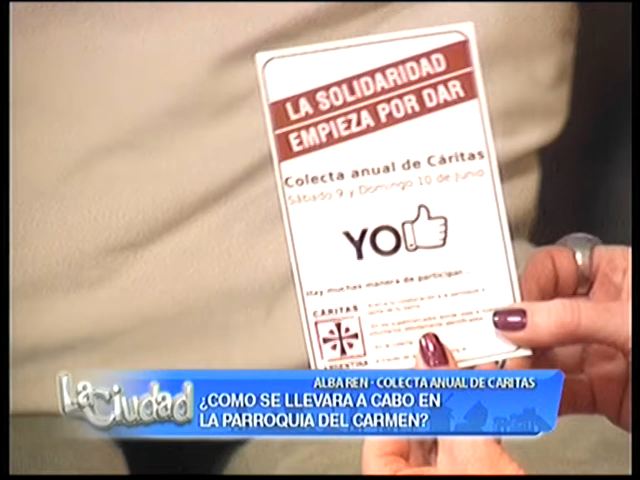 LA SOLIDARIDAD
EMPIEZA POR DAR
Colecta anual de Cáritas
Sábado 9 y Domingo 10 de Junio
YO
Hay muchas manera de participar...
CÁRITAS
ARGENTINA
ALBA REN - COLECTA ANUAL DE CARITAS
La Ciudad
¿COMO SE LLEVARA A CABO EN
LA PARROQUIA DEL CARMEN?